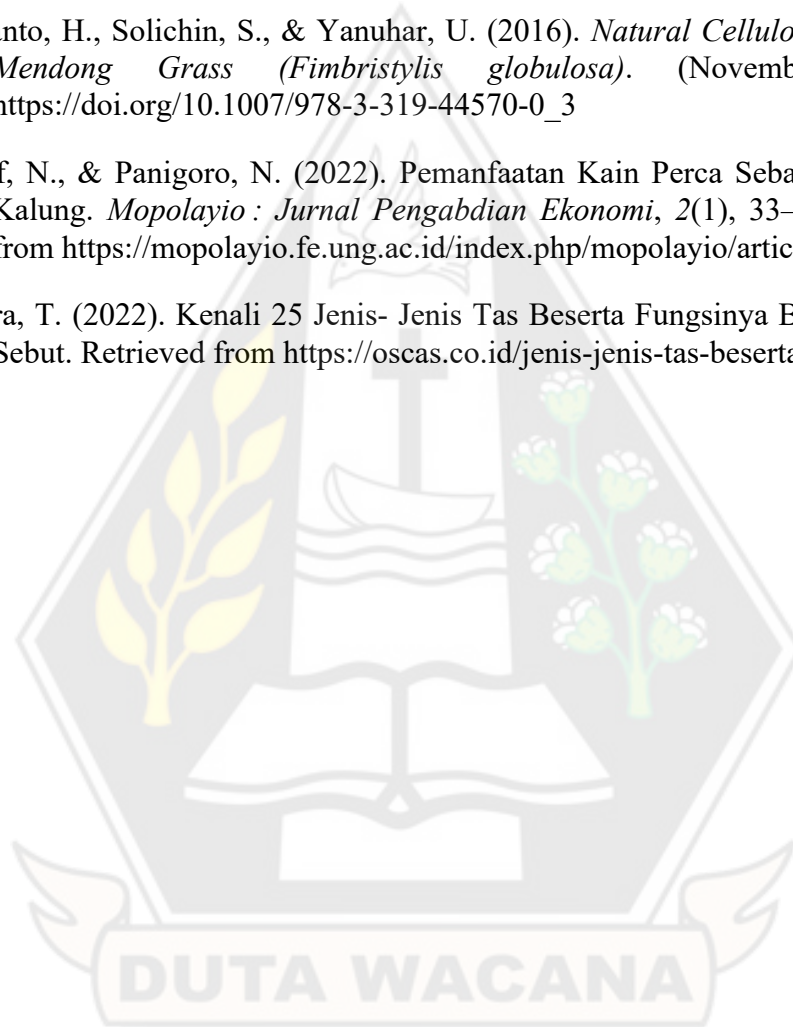 anto, H., Solichin, S., & Yanuhar, U. (2016). Natural Cellulo
Mendong Grass (Fimbristylis globulosa). (Novemb
https://doi.org/10.1007/978-3-319-44570-0_3
f, N., & Panigoro, N. (2022). Pemanfaatan Kain Perca Seba
Kalung. Mopolayio : Jurnal Pengabdian Ekonomi, 2(1), 33–
from https://mopolayio.fe.ung.ac.id/index.php/mopolayio/artic
ra, T. (2022). Kenali 25 Jenis- Jenis Tas Beserta Fungsinya B
Sebut. Retrieved from https://oscas.co.id/jenis-jenis-tas-beserta
DUTA WACANA